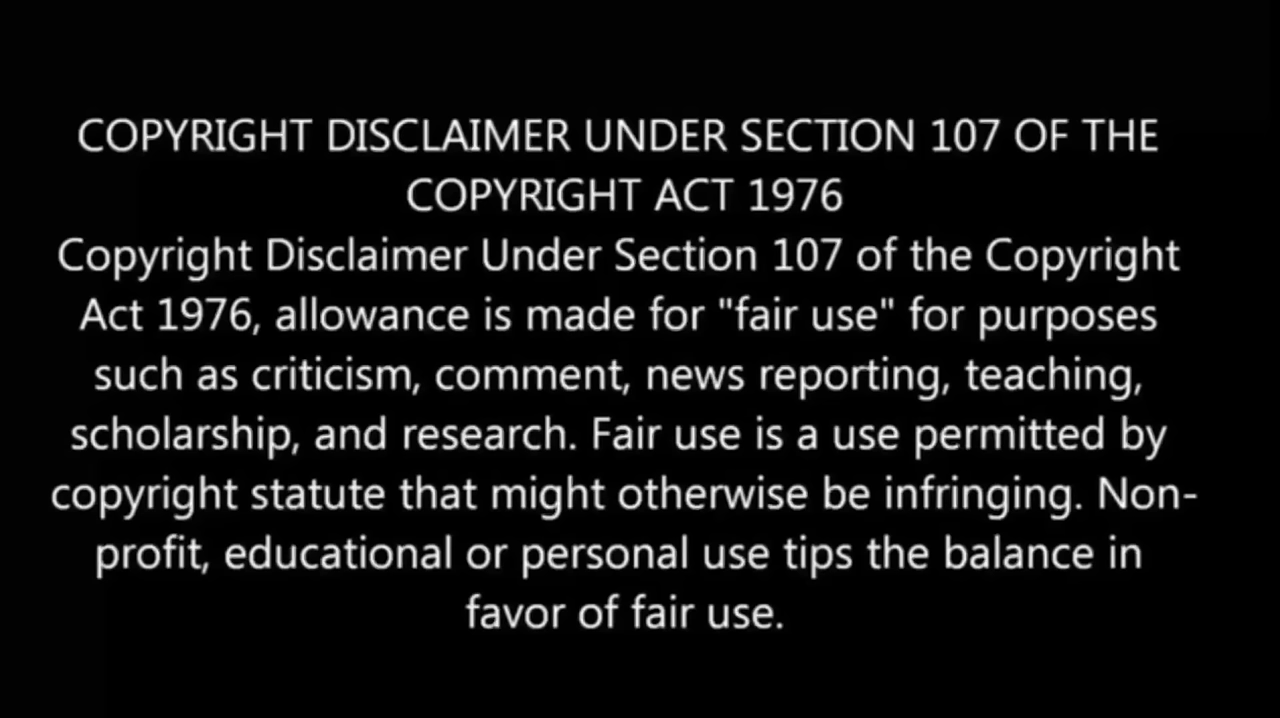 COPYRIGHT DISCLAIMER UNDER SECTION 107 OF THE
COPYRIGHT ACT 1976
Copyright Disclaimer Under Section 107 of the Copyright
Act 1976, allowance is made for "fair use" for purposes
such as criticism, comment, news reporting, teaching,
scholarship, and research. Fair use is a use permitted by
copyright statute that might otherwise be infringing. Non-
profit, educational or personal use tips the balance in
favor of fair use.